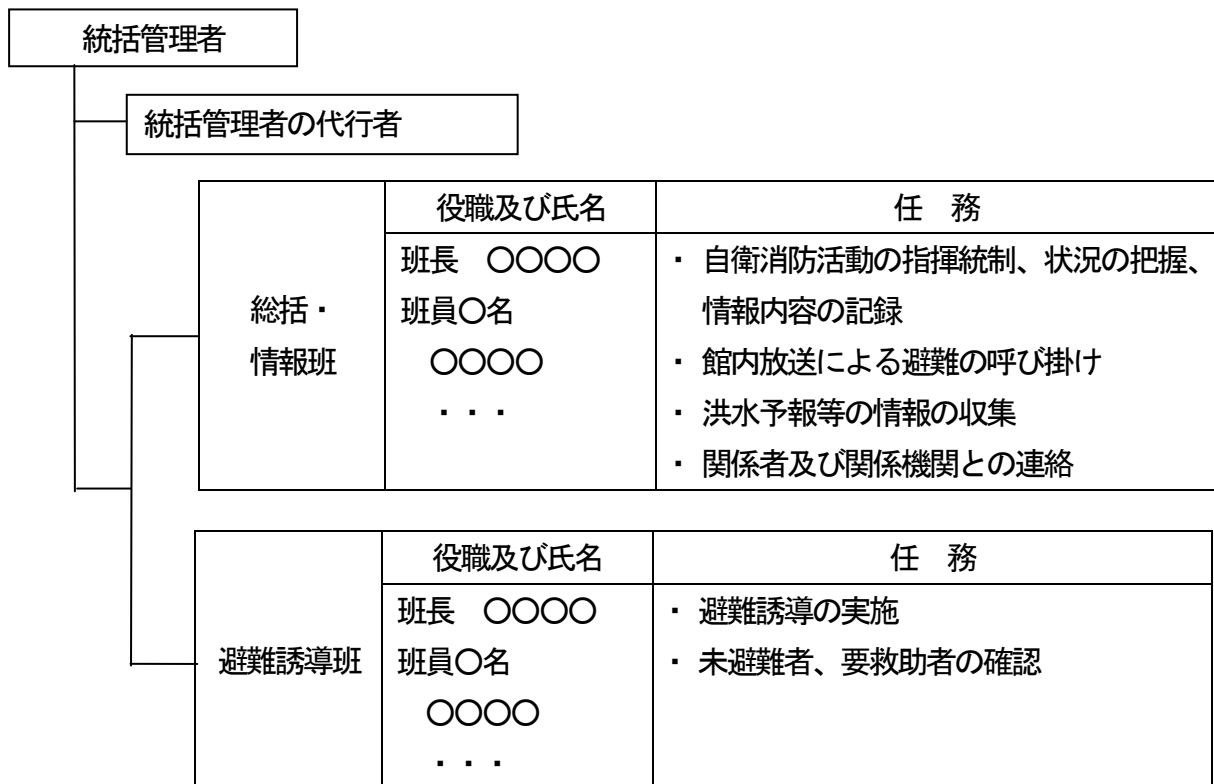 統括管理者
統括管理者の代行者
役職及び氏名
任 務
総括・
情報班
班長 〇〇〇〇
班員〇名
〇〇〇〇
・・・
・ 自衛消防活動の指揮統制、状況の把握、
情報内容の記録
・ 館内放送による避難の呼び掛け
・ 洪水予報等の情報の収集
・ 関係者及び関係機関との連絡
役職及び氏名
任 務
避難誘導班
班長 〇〇〇〇
班員〇名
〇〇〇〇
・・・
・ 避難誘導の実施
・ 未避難者、要救助者の確認